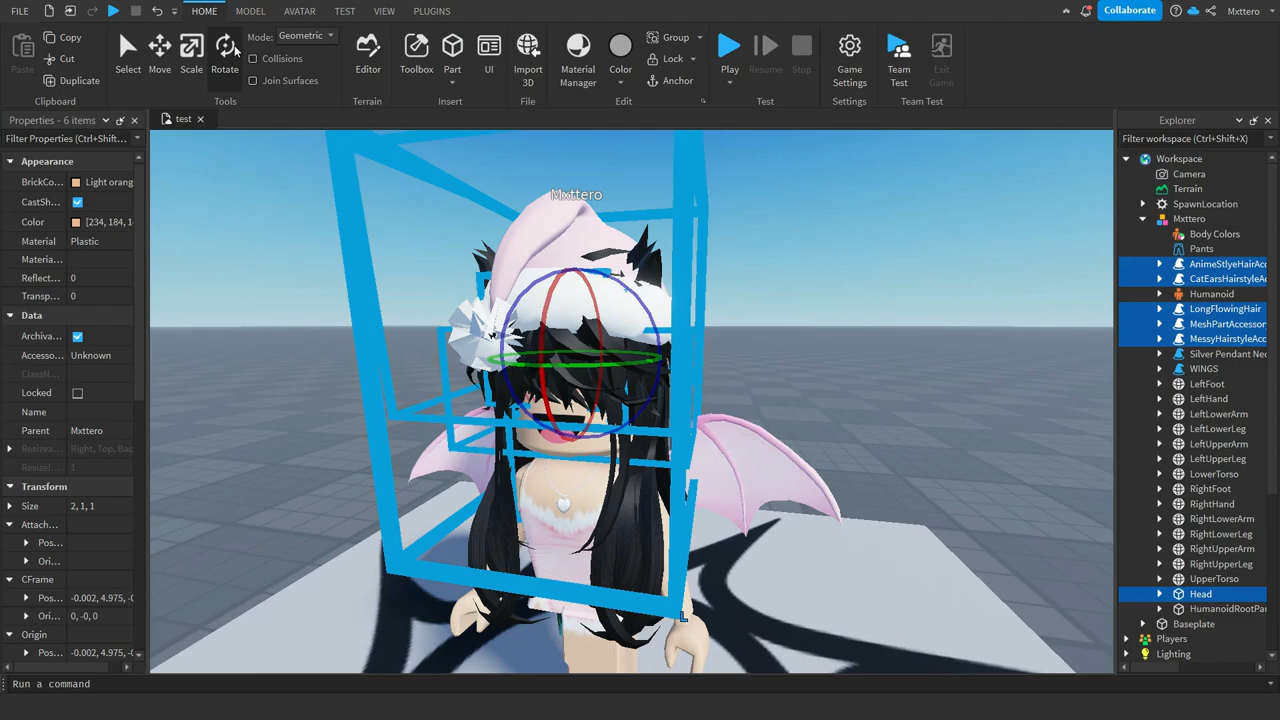 FILE HOME MODEL AVATAR TEST VIEW PLUGINS Collaborate Mxttero
Paste Copy Cut Duplicate Clipboard
Select Move Scale Rotate Mode: Geometric Collisions Join Surfaces Tools
Editor Terrain
Toolbox Part UI Insert
Import 3D File
Material Manager Color Group Lock Anchor Edit
Play Resume Stop Test
Game Settings Settings
Team Test Exit Game Team Test
Properties - 6 items
Filter Properties (Ctrl+Shift...
Appearance
BrickCo... Light orang
CastSh...
Color [234, 184, 1
Material Plastic
Materia...
Reflect... 0
Transp... 0
Data
Archiva...
Accesso... Unknown
ClassN...
Locked
Name
Parent Mxttero
Resizea... Right, Top, Bac
Resizel... 1
Transform
Size 2, 1, 1
Attach...
Pos...
Ori...
CFrame
Pos... -0.002, 4.975, -0
Ori... 0, -0, 0
Origin
Pos... -0.002, 4.975, -0
test
Mxttero
Explorer
Filter workspace (Ctrl+Shift+X)
Workspace
Camera
Terrain
SpawnLocation
Mxttero
Body Colors
Pants
AnimeStlyeHairAcc
CatEarsHairstyleAc
Humanoid
LongFlowingHair
MeshPartAccessor
MessyHairstyleAcc
Silver Pendant Nec
WINGS
LeftFoot
LeftHand
LeftLowerArm
LeftLowerLeg
LeftUpperArm
LeftUpperLeg
LowerTorso
RightFoot
RightHand
RightLowerArm
RightLowerLeg
RightUpperArm
RightUpperLeg
UpperTorso
Head
HumanoidRootPar
Baseplate
Players
Lighting
Run a command